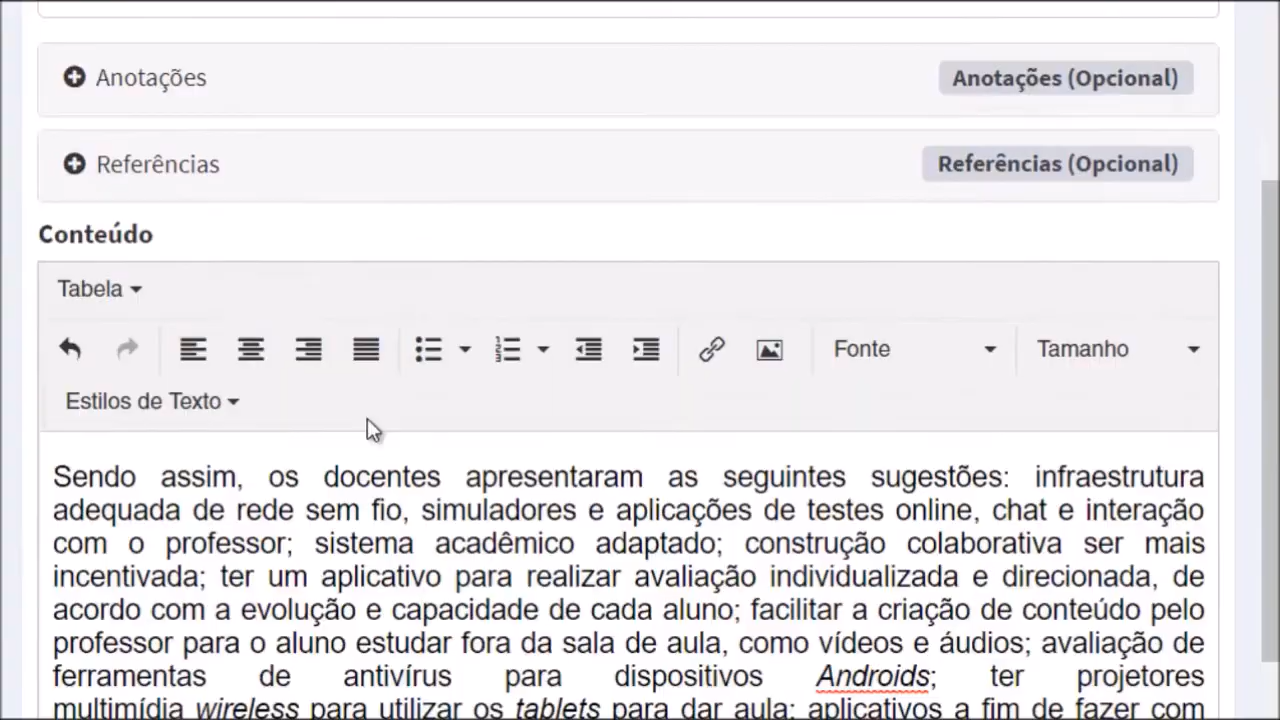 Anotações
Anotações (Opcional)
Referências
Referências (Opcional)
Conteúdo
Tabela
Fonte
Tamanho
Estilos de Texto
Sendo assim, os docentes apresentaram as seguintes sugestões: infraestrutura
adequada de rede sem fio, simuladores e aplicações de testes online, chat e interação
com o professor; sistema acadêmico adaptado; construção colaborativa ser mais
incentivada; ter um aplicativo para realizar avaliação individualizada e direcionada, de
acordo com a evolução e capacidade de cada aluno; facilitar a criação de conteúdo pelo
professor para o aluno estudar fora da sala de aula, como vídeos e áudios; avaliação de
ferramentas de antivírus para dispositivos Androids; ter projetores
multimídia wireless para utilizar os tablets para dar aula; aplicativos a fim de fazer com